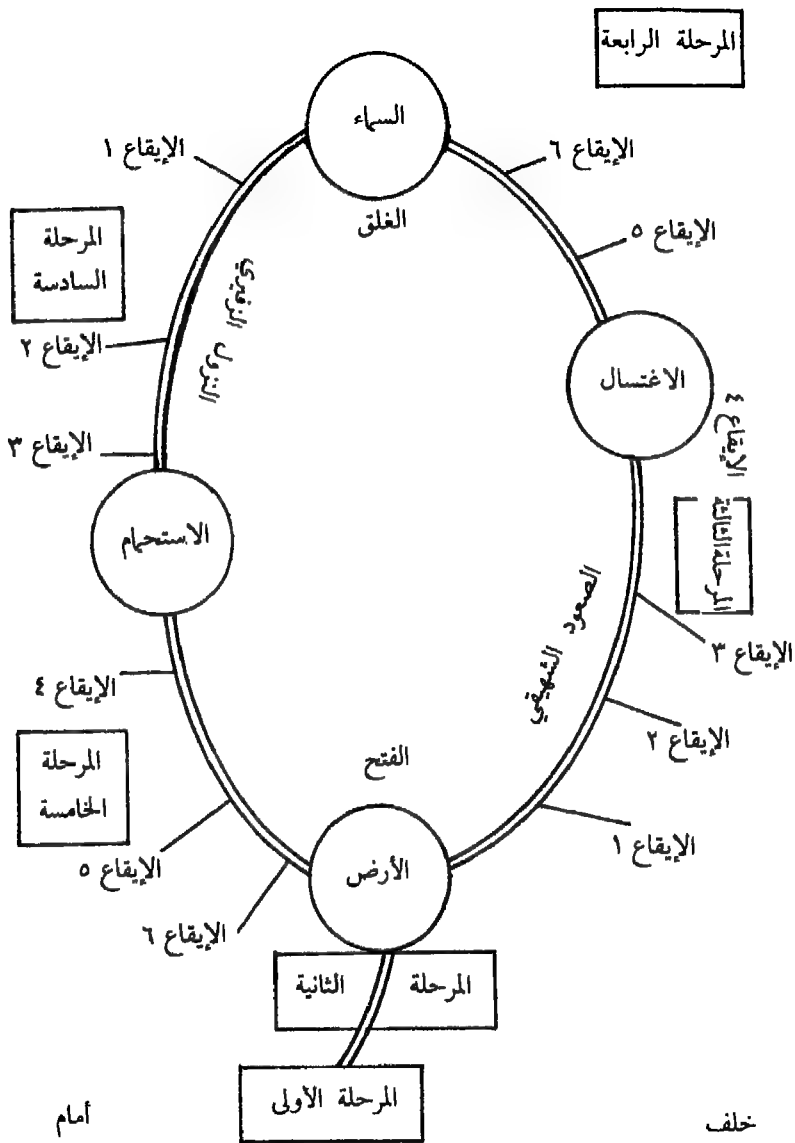 المرحلة الرابعة
السماء
الإيقاع ٦
الإيقاع ١
الغلق
الإيقاع ٥
المرحلة
السادسة
النزول الزفيري
الإيقاع ٢
الاغتسال
الإيقاع ٤
الإيقاع ٣
المرحلة الثالثة
الاستحمام
الصعود الشهيقي
الإيقاع ٣
الإيقاع ٤
الإيقاع ٢
المرحلة
الخامسة
الفتح
الإيقاع ١
الإيقاع ٥
الأرض
الإيقاع ٦
المرحلة الثانية
المرحلة الأولى
خلف
أمام